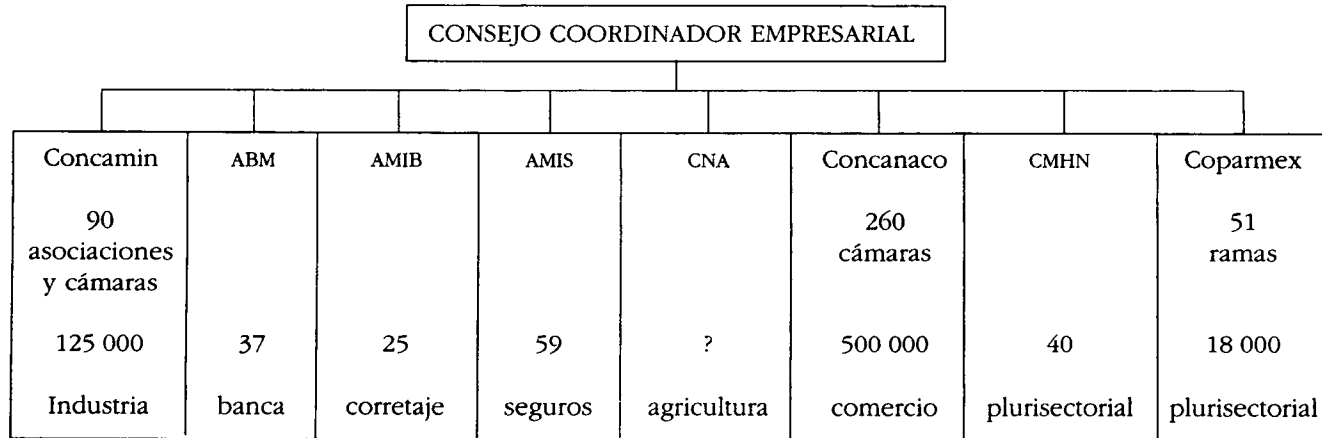 CONSEJO COORDINADOR EMPRESARIAL
Concamin ABM AMIB AMIS CNA Concanaco CMHN Coparmex
90 260 51
asociaciones cámaras ramas
y cámaras
125 000 37 25 59 ? 500 000 40 18 000
Industria banca corretaje seguros agricultura comercio plurisectorial plurisectorial